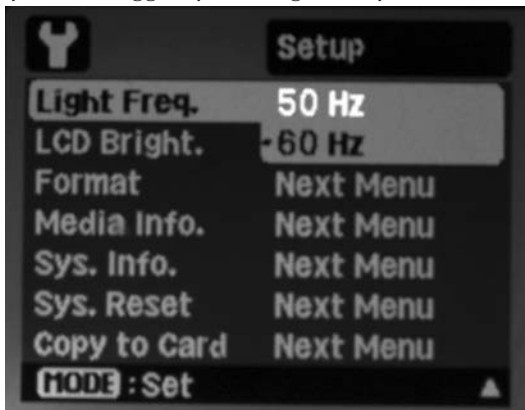 Setup
Light Freq. 50 Hz
LCD Bright. -60 Hz
Format Next Menu
Media Info. Next Menu
Sys. Info. Next Menu
Sys. Reset Next Menu
Copy to Card Next Menu
MODE :Set